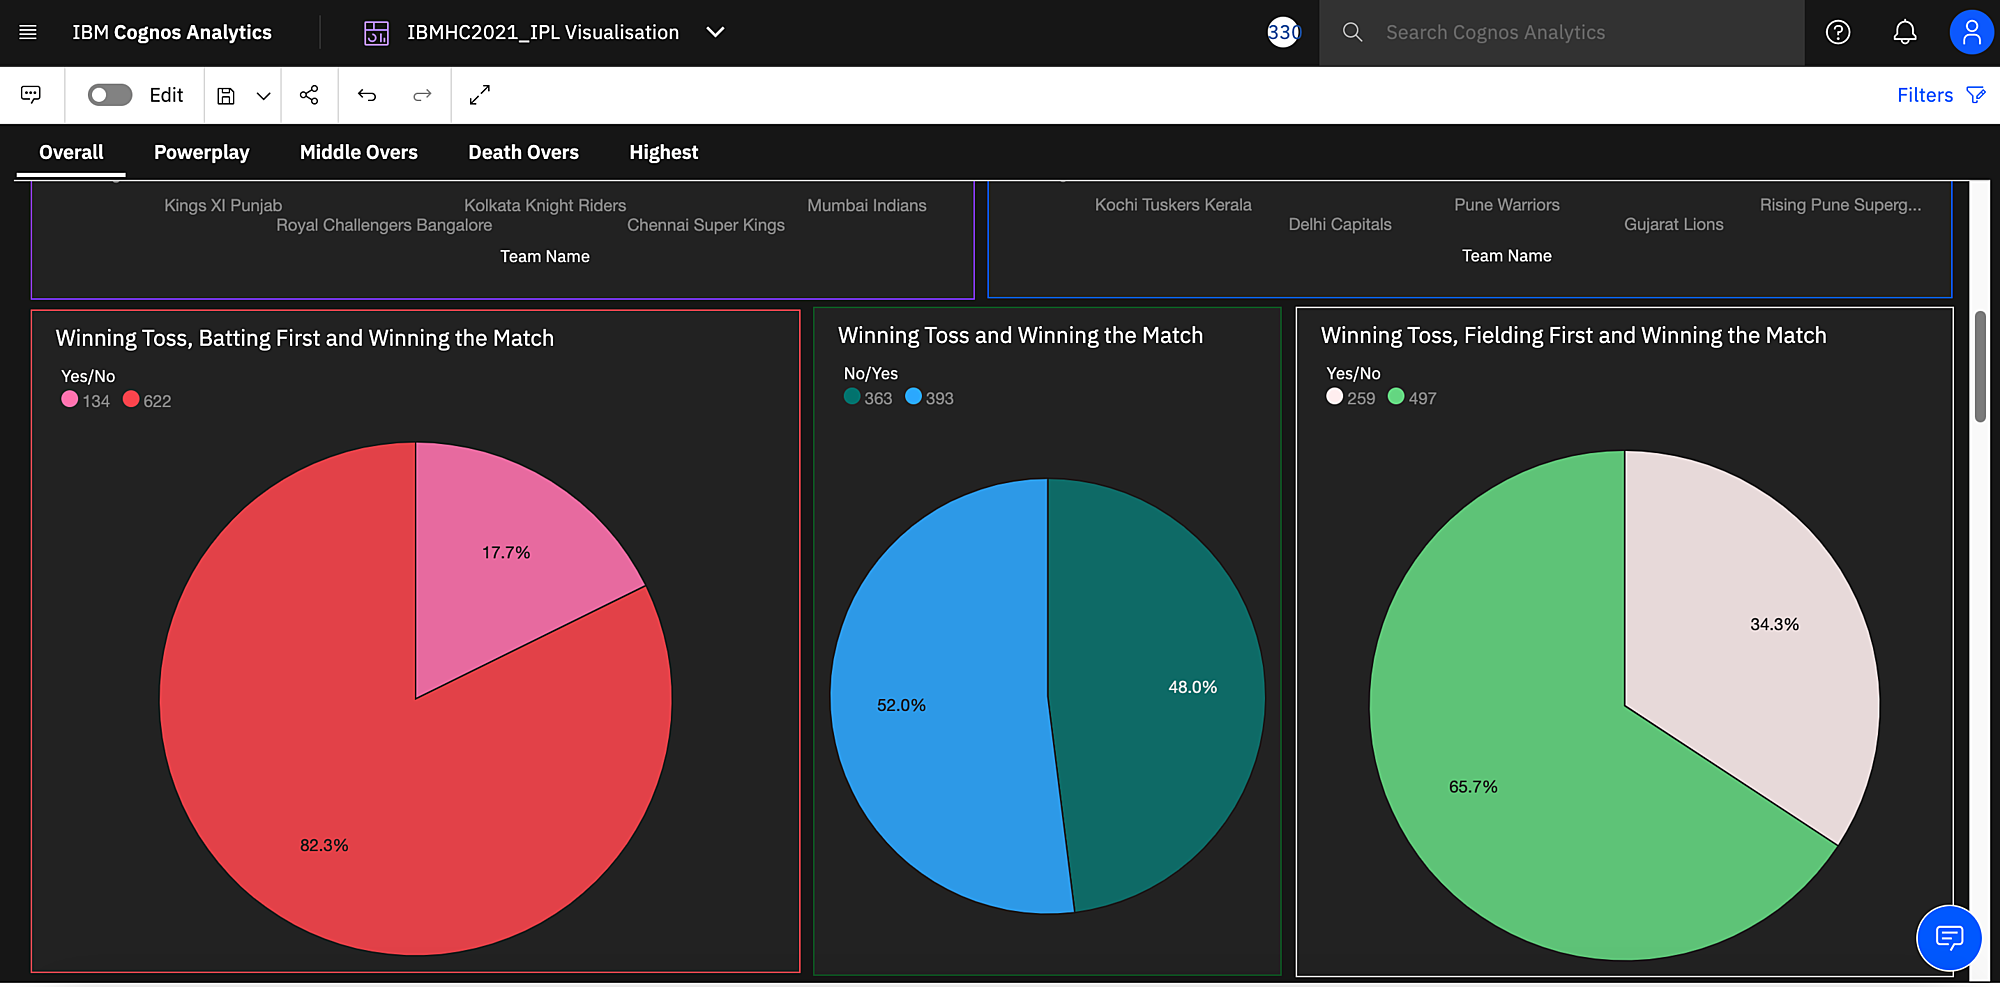 IBM Cognos Analytics
IBMHC2021_IPL Visualisation
330
Search Cognos Analytics
Edit
Filters
Overall
Powerplay
Middle Overs
Death Overs
Highest
Kings XI Punjab
Royal Challengers Bangalore
Kolkata Knight Riders
Chennai Super Kings
Mumbai Indians
Team Name
Kochi Tuskers Kerala
Delhi Capitals
Pune Warriors
Gujarat Lions
Rising Pune Superg...
Team Name
Winning Toss, Batting First and Winning the Match
Yes/No
134 622
17.7%
82.3%
Winning Toss and Winning the Match
No/Yes
363 393
52.0%
48.0%
Winning Toss, Fielding First and Winning the Match
Yes/No
259 497
34.3%
65.7%